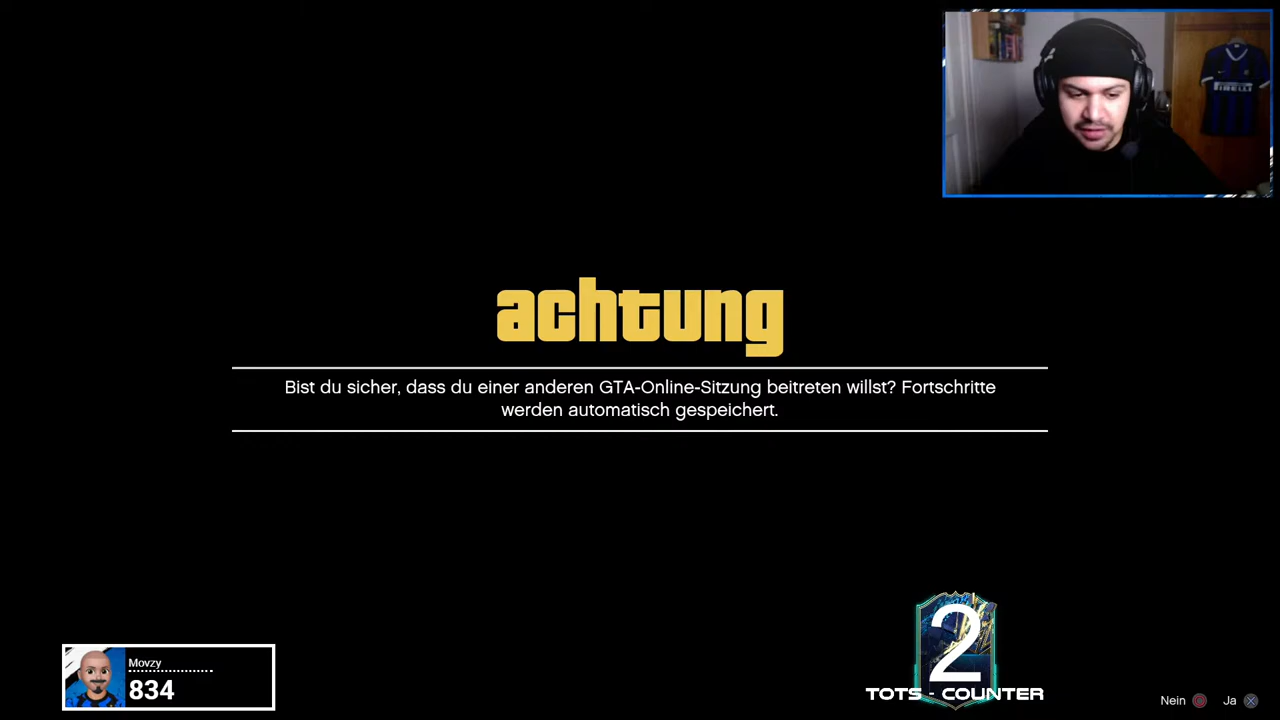 PIRELLI
achtung
Bist du sicher, dass du einer anderen GTA-Online-Sitzung beitreten willst? Fortschritte
werden automatisch gespeichert.
Movzy
834
2
TOTS - COUNTER
Nein Ja